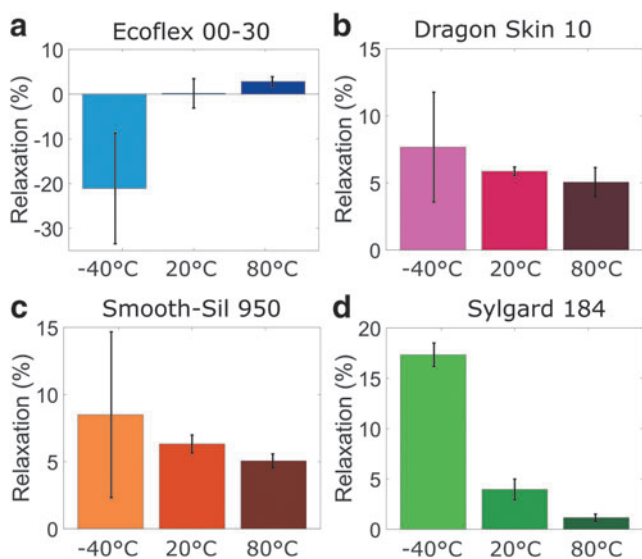 a Ecoflex 00-30
Relaxation (%)
10
0
-10
-20
-30
-40°C 20°C 80°C
b Dragon Skin 10
Relaxation (%)
15
10
5
0
-40°C 20°C 80°C
c Smooth-Sil 950
Relaxation (%)
15
10
5
0
-40°C 20°C 80°C
d Sylgard 184
Relaxation (%)
20
15
10
5
0
-40°C 20°C 80°C